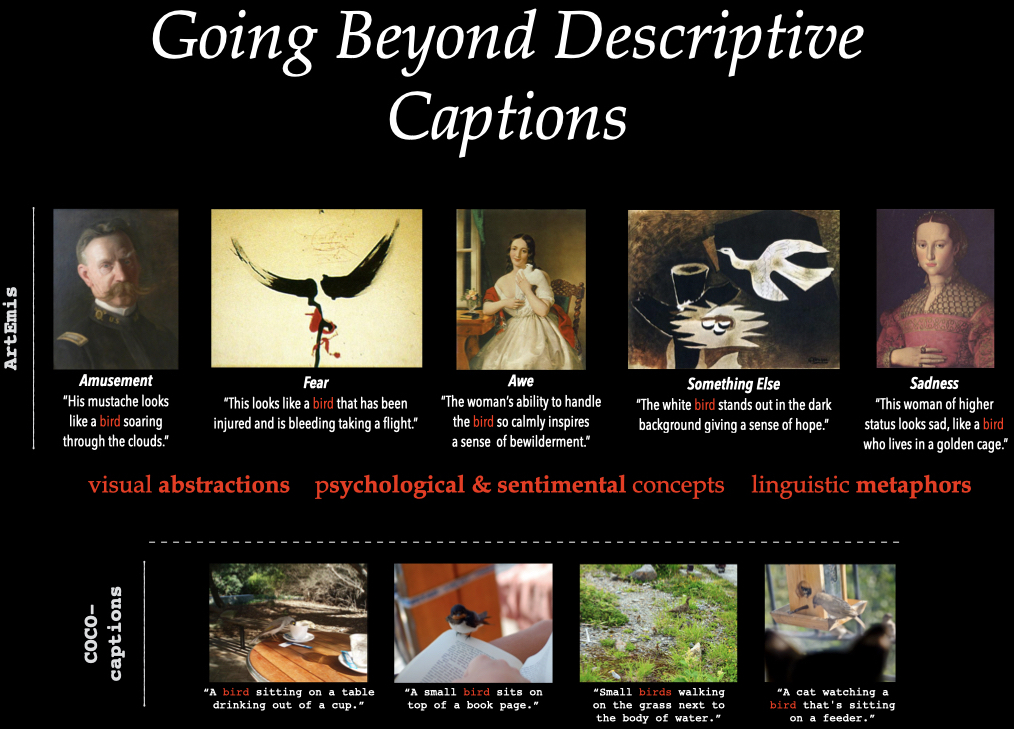 Going Beyond Descriptive
Captions
ArtEmis
Amusement
“His mustache looks
like a bird soaring
through the clouds.”
Fear
“This looks like a bird that has been
injured and is bleeding taking a flight.”
Awe
“The woman’s ability to handle
the bird so calmly inspires
a sense of bewilderment.”
Something Else
“The white bird stands out in the dark
background giving a sense of hope.”
Sadness
“This woman of higher
status looks sad, like a bird
who lives in a golden cage.”
visual abstractions psychological & sentimental concepts linguistic metaphors
COCO-
captions
“A bird sitting on a table
drinking out of a cup.”
“A small bird sits on
top of a book page.”
“Small birds walking
on the grass next to
the body of water.”
“A cat watching a
bird that's sitting
on a feeder.”